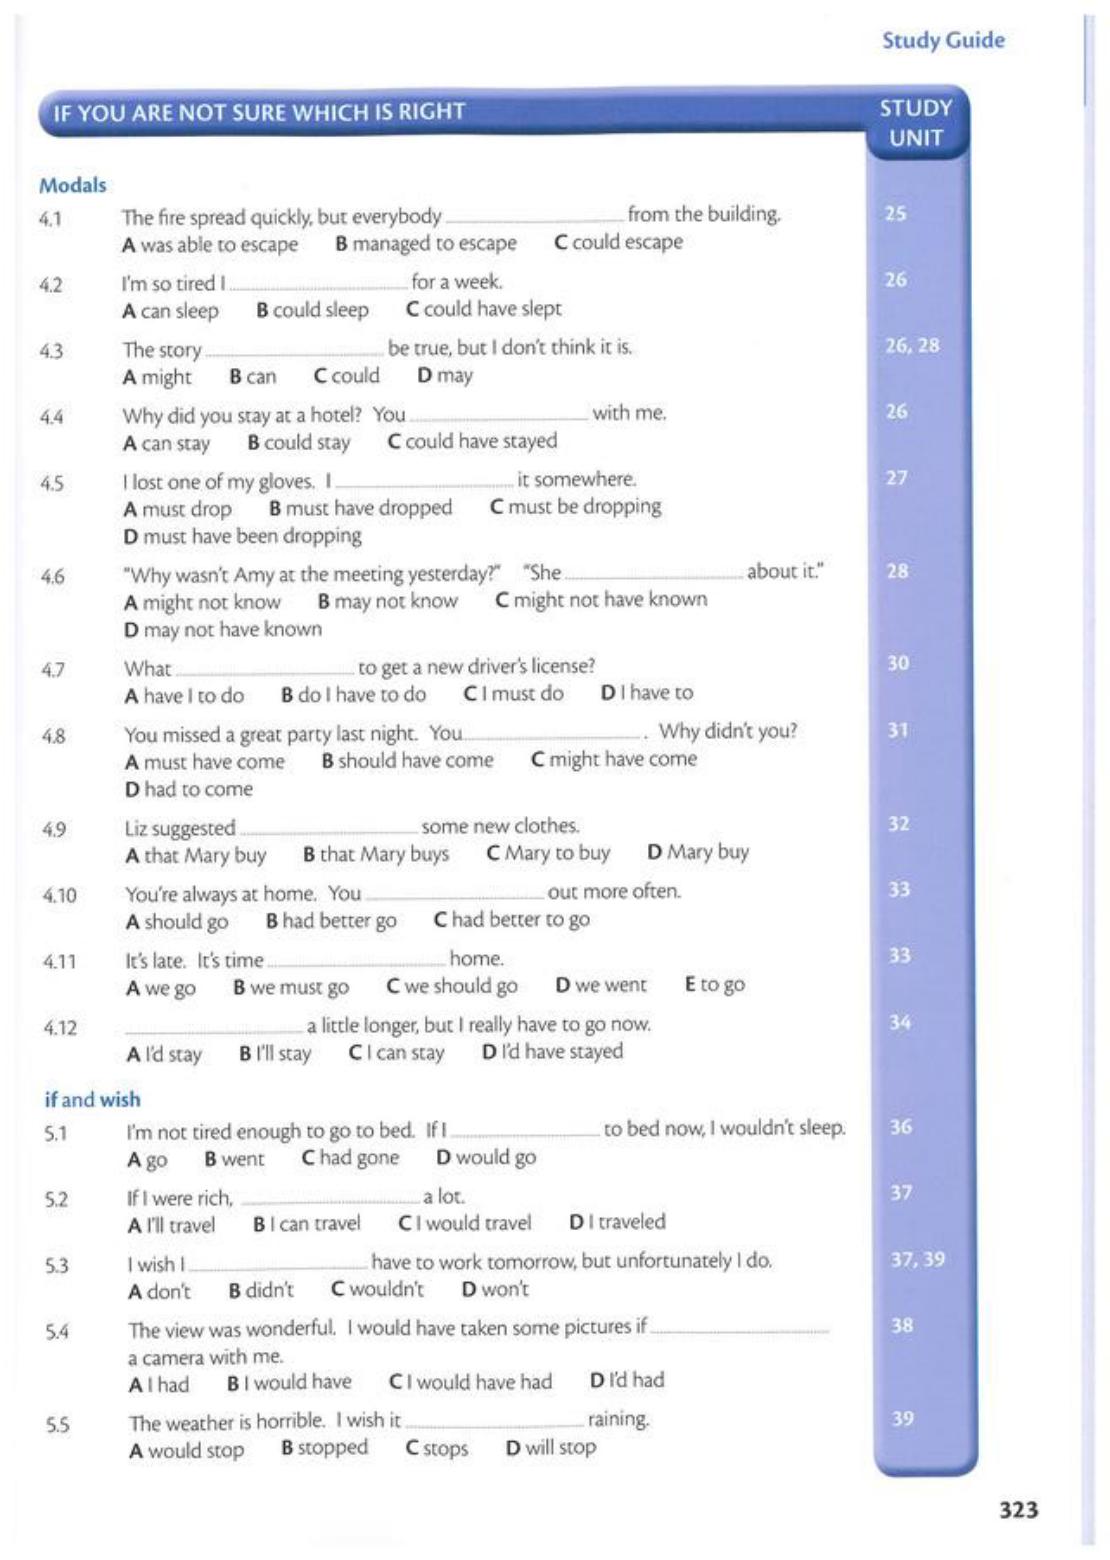 Study Guide
IF YOU ARE NOT SURE WHICH IS RIGHT
STUDY
UNIT
Modals
4.1 The fire spread quickly, but everybody ______ from the building. 25
A was able to escape B managed to escape C could escape
4.2 I'm so tired I ______ for a week. 26
A can sleep B could sleep C could have slept
4.3 The story ______ be true, but I don't think it is. 26, 28
A might B can C could D may
4.4 Why did you stay at a hotel? You ______ with me. 26
A can stay B could stay C could have stayed
4.5 I lost one of my gloves. I ______ it somewhere. 27
A must drop B must have dropped C must be dropping
D must have been dropping
4.6 "Why wasn't Amy at the meeting yesterday?" "She ______ about it." 28
A might not know B may not know C might not have known
D may not have known
4.7 What ______ to get a new driver's license? 30
A have I to do B do I have to do C I must do D I have to
4.8 You missed a great party last night. You ______ . Why didn't you? 31
A must have come B should have come C might have come
D had to come
4.9 Liz suggested ______ some new clothes. 32
A that Mary buy B that Mary buys C Mary to buy D Mary buy
4.10 You're always at home. You ______ out more often. 33
A should go B had better go C had better to go
4.11 It's late. It's time ______ home. 33
A we go B we must go C we should go D we went E to go
4.12 ______ a little longer, but I really have to go now. 34
A I'd stay B I'll stay C I can stay D I'd have stayed
if and wish
5.1 I'm not tired enough to go to bed. If I ______ to bed now, I wouldn't sleep. 36
A go B went C had gone D would go
5.2 If I were rich, ______ a lot. 37
A I'll travel B I can travel C I would travel D I traveled
5.3 I wish I ______ have to work tomorrow, but unfortunately I do. 37, 39
A don't B didn't C wouldn't D won't
5.4 The view was wonderful. I would have taken some pictures if ______ 38
a camera with me.
A I had B I would have C I would have had D I'd had
5.5 The weather is horrible. I wish it ______ raining. 39
A would stop B stopped C stops D will stop
323